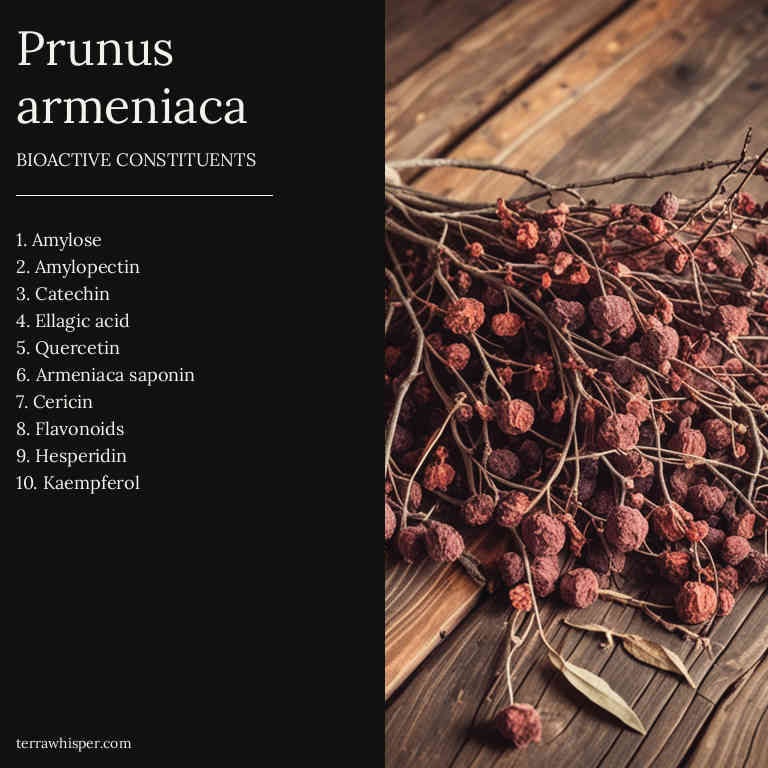 Prunus
armeniaca
BIOACTIVE CONSTITUENTS
1. Amylose
2. Amylopectin
3. Catechin
4. Ellagic acid
5. Quercetin
6. Armeniaca saponin
7. Cericin
8. Flavonoids
9. Hesperidin
10. Kaempferol
terrawhisper.com